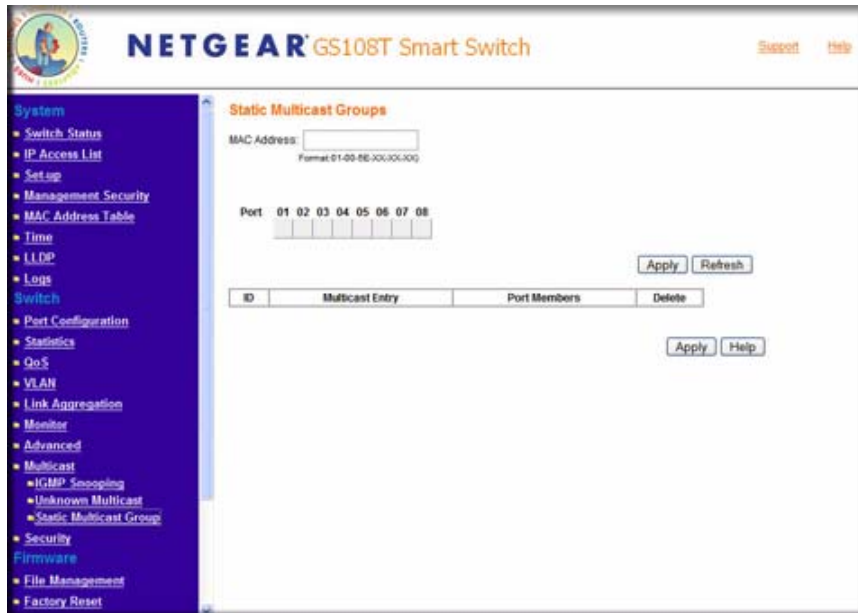 NETGEAR GS108T Smart Switch
Support Help
System
Switch Status
IP Access List
Set-up
Management Security
MAC Address Table
Time
LLDP
Logs
Switch
Port Configuration
Statistics
QoS
VLAN
Link Aggregation
Monitor
Advanced
Multicast
IGMP Snooping
Unknown Multicast
Static Multicast Group
Security
Firmware
File Management
Factory Reset
Static Multicast Groups
MAC Address:
Format:01-00-5E-XX-XX-XX)
Port 01 02 03 04 05 06 07 08
Apply Refresh
ID Multicast Entry Port Members Delete
Apply Help